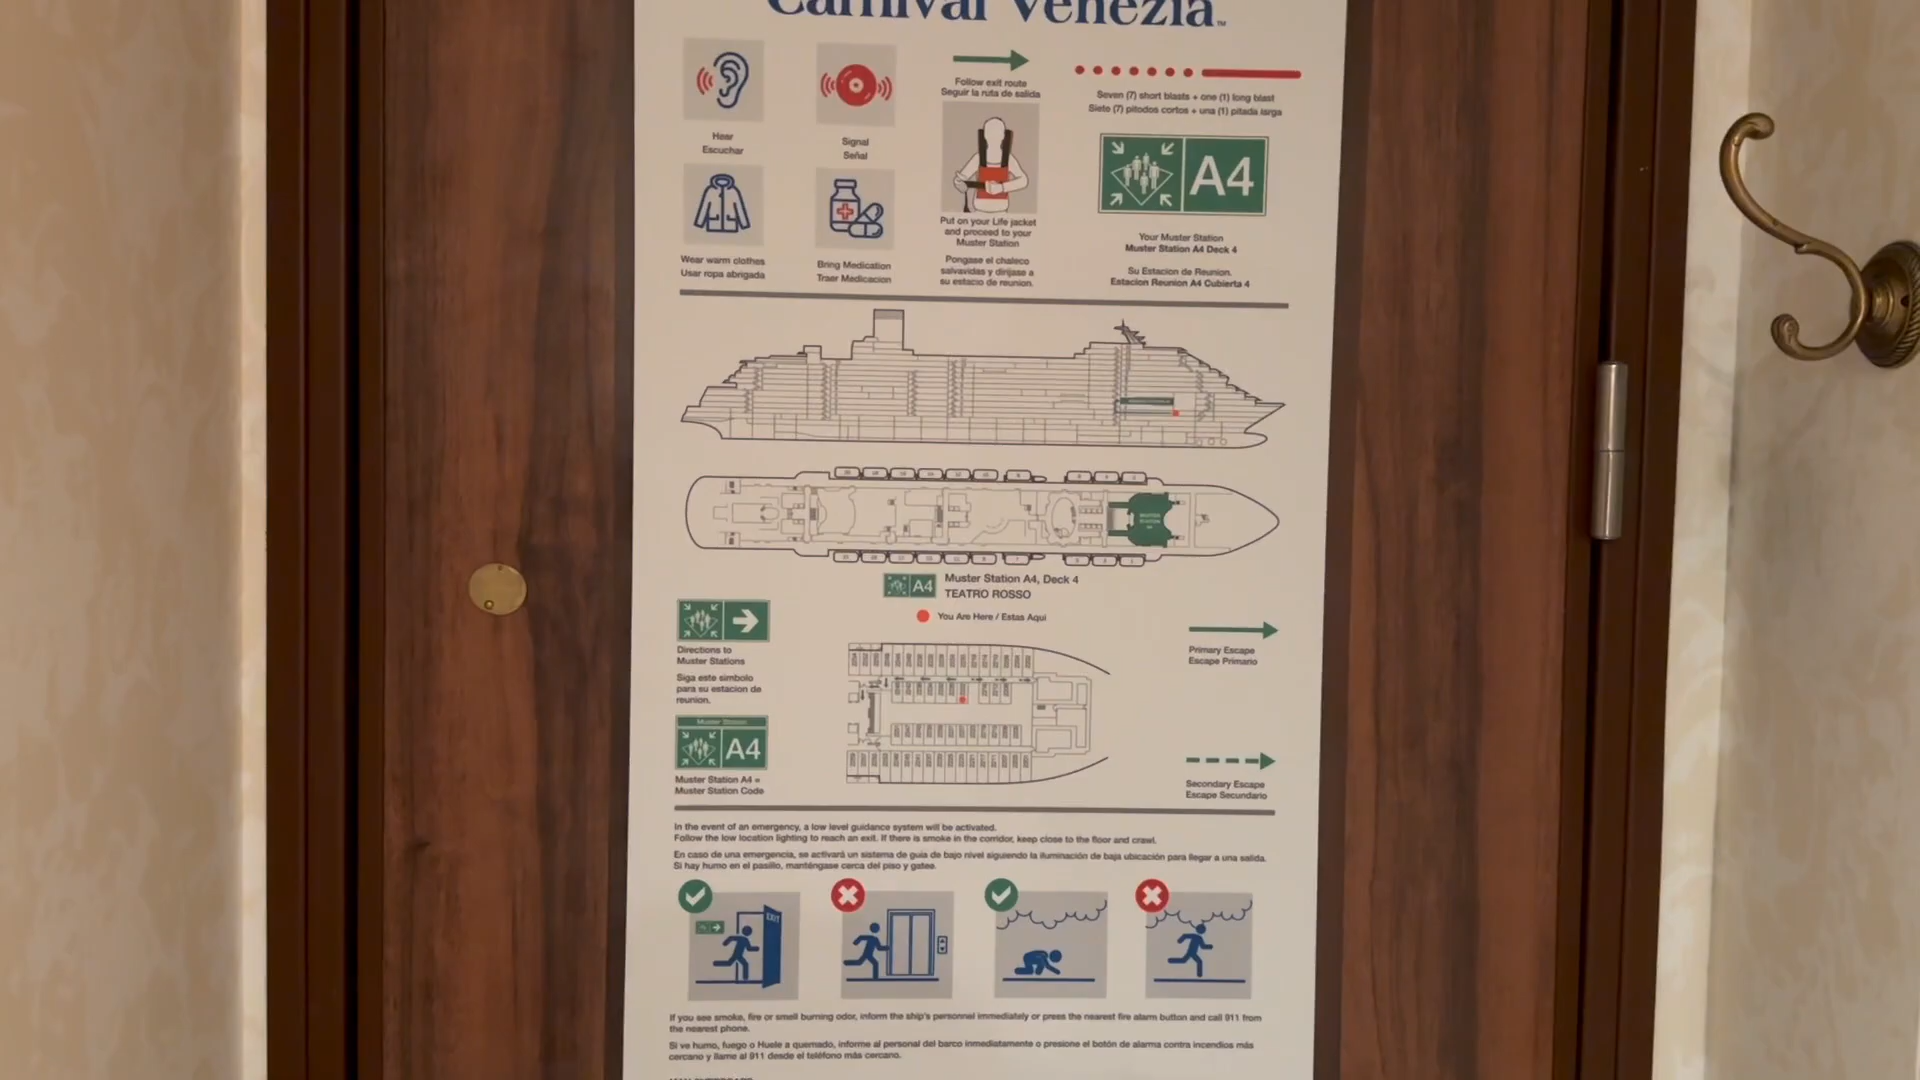 Carnival Venezia™
Hear
Escuchar
Signal
Señal
Follow exit route
Seguir la ruta de salida
Seven (7) short blasts + one (1) long blast
Siete (7) pitodos cortos + una (1) pitada larga
A4
Wear warm clothes
Usar ropa abrigada
Bring Medication
Traer Medicacion
Put on your Life jacket
and proceed to your
Muster Station
Pongase el chaleco
salvavidas y dirijase a
su estacio de reunion.
Your Muster Station
Muster Station A4 Deck 4
Su Estacion de Reunion.
Estacion Reunion A4 Cubierta 4
MUSTER
STATION
A4
A4
Muster Station A4, Deck 4
TEATRO ROSSO
You Are Here / Estas Aqui
Directions to
Muster Stations
Siga este simbolo
para su estacion de
reunion.
Muster Station
A4
Muster Station A4 =
Muster Station Code
Primary Escape
Escape Primario
Secondary Escape
Escape Secundario
In the event of an emergency, a low level guidance system will be activated.
Follow the low location lighting to reach an exit. If there is smoke in the corridor, keep close to the floor and crawl.
En caso de una emergencia, se activará un sistema de guia de bajo nivel siguiendo la iluminación de baja ubicación para llegar a una salida.
Si hay humo en el pasillo, manténgase cerca del piso y gatee.
EXIT
If you see smoke, fire or smell burning odor, inform the ship's personnel immediately or press the nearest fire alarm button and call 911 from
the nearest phone.
Si ve humo, fuego o Huele a quemado, informe al personal del barco inmediatamente o presione el botón de alarma contra incendios más
cercano y llame al 911 desde el teléfono más cercano.